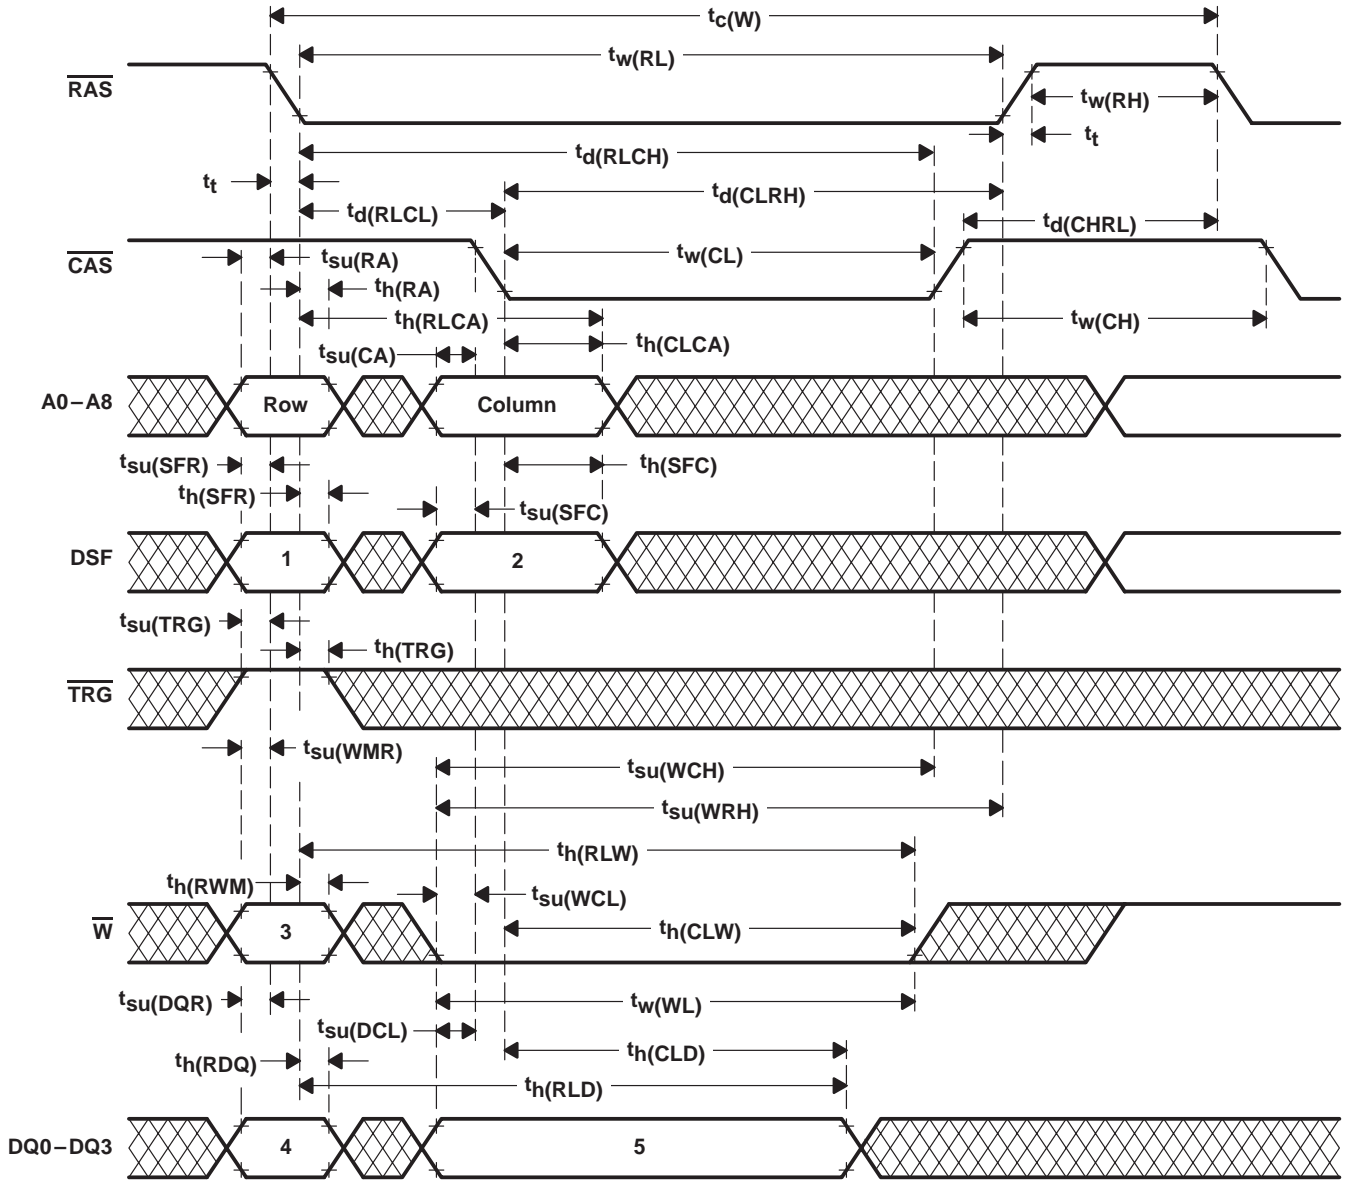 tc(W)
tw(RL)
RAS
tw(RH)
tt
td(RLCH)
tt
td(CLRH)
td(RLCL)
td(CHRL)
CAS
tsu(RA)
tw(CL)
th(RA)
th(RLCA)
tw(CH)
tsu(CA)
th(CLCA)
A0–A8
Row
Column
tsu(SFR)
th(SFC)
th(SFR)
tsu(SFC)
DSF
1
2
tsu(TRG)
th(TRG)
TRG
tsu(WMR)
tsu(WCH)
tsu(WRH)
th(RLW)
th(RWM)
tsu(WCL)
W
3
th(CLW)
tsu(DQR)
tw(WL)
tsu(DCL)
th(CLD)
th(RDQ)
th(RLD)
DQ0–DQ3
4
5